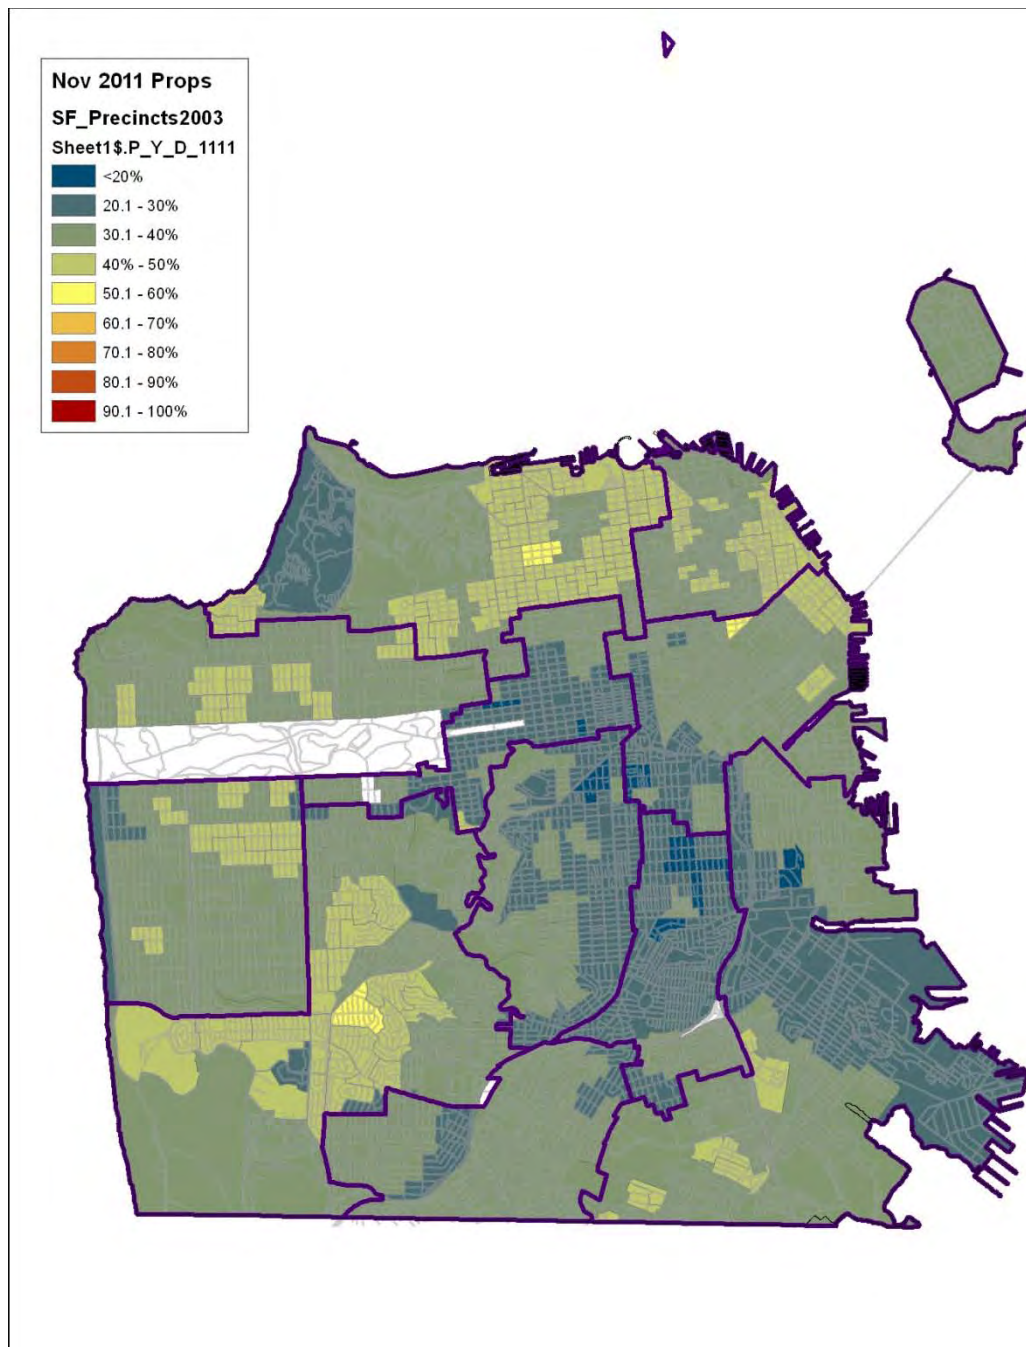 Nov 2011 Props
SF_Precincts2003
Sheet1$.P_Y_D_1111
<20%
20.1 - 30%
30.1 - 40%
40% - 50%
50.1 - 60%
60.1 - 70%
70.1 - 80%
80.1 - 90%
90.1 - 100%